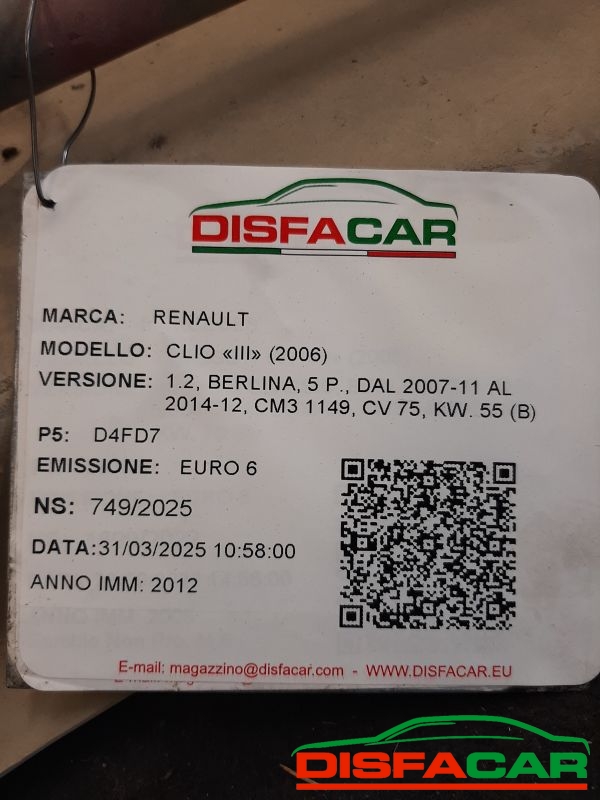 DISFACAR
MARCA: RENAULT
MODELLO: CLIO «III» (2006)
VERSIONE: 1.2, BERLINA, 5 P., DAL 2007-11 AL
2014-12, CM3 1149, CV 75, KW. 55 (B)
P5: D4FD7
EMISSIONE: EURO 6
NS: 749/2025
DATA:31/03/2025 10:58:00
ANNO IMM: 2012
E-mail: magazzino@disfacar.com - WWW.DISFACAR.EU
DISFACAR